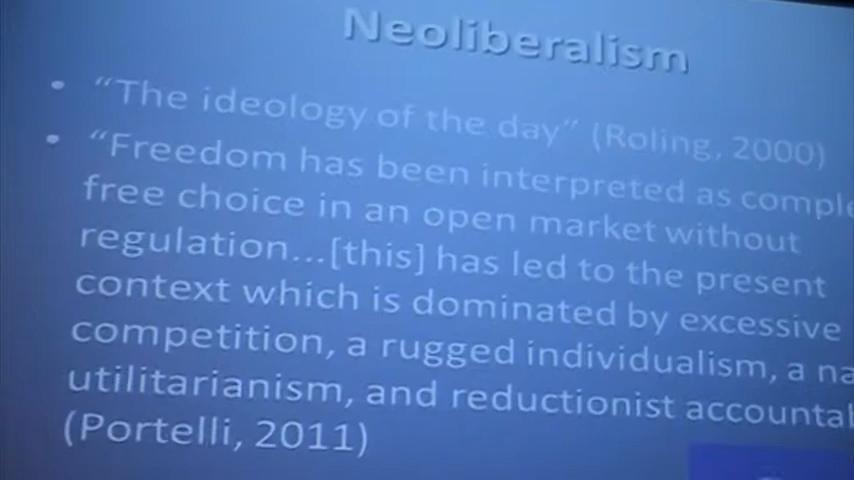 Neoliberalism
• “The ideology of the day” (Roling, 2000)
• “Freedom has been interpreted as comple
free choice in an open market without
regulation...[this] has led to the present
context which is dominated by excessive
competition, a rugged individualism, a na
utilitarianism, and reductionist accountab
(Portelli, 2011)